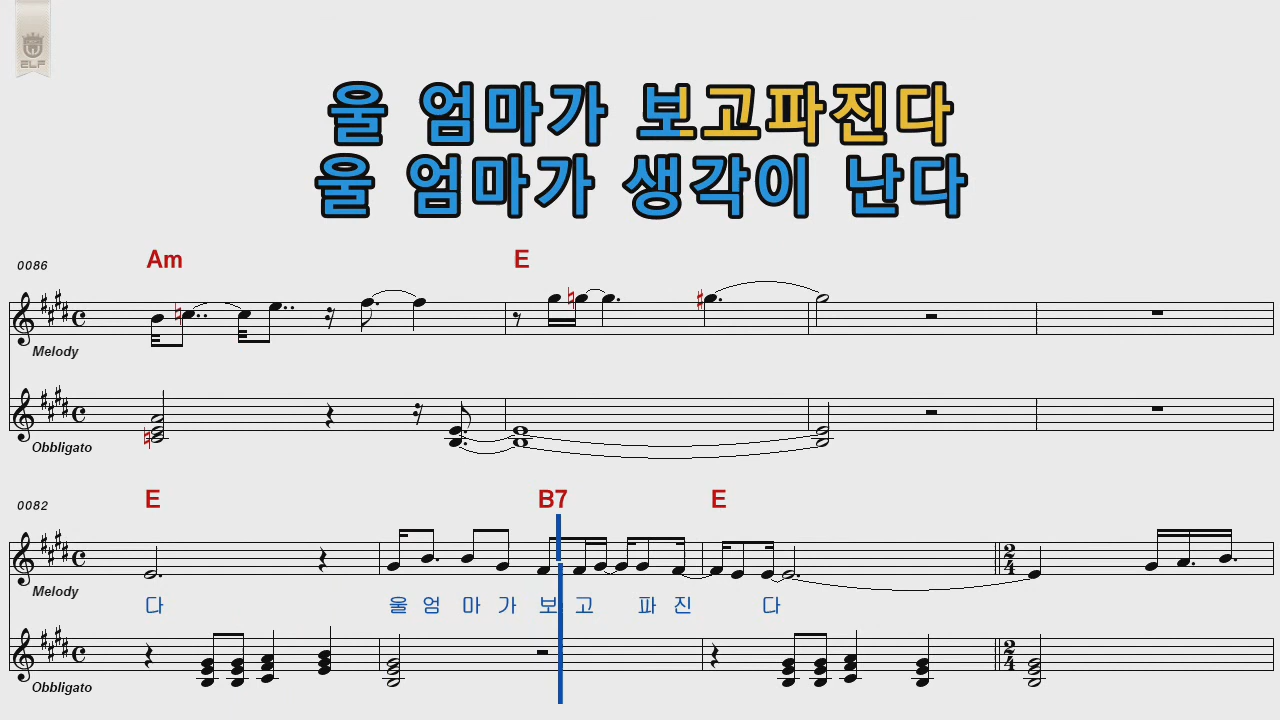 ELF
울 엄마가 보고파진다
울 엄마가 생각이 난다
0086
Am E
Melody
Obbligato
0082
E B7 E
Melody
다 울 엄 마 가 보 고 파 진 다
Obbligato